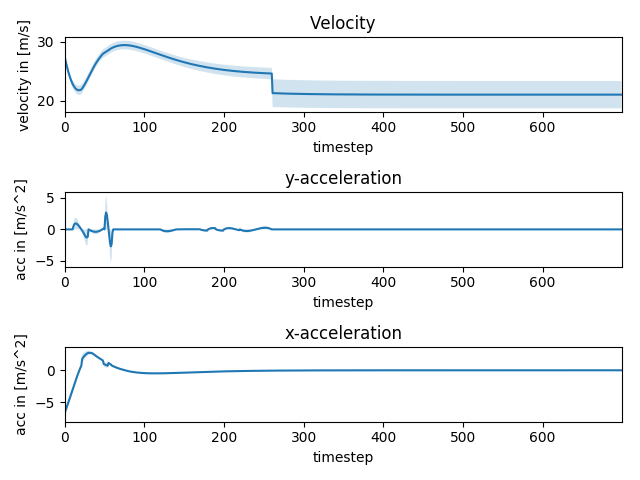 Velocity
velocity in [m/s]
30
20
0 100 200 300 400 500 600
timestep
y-acceleration
acc in [m/s^2]
5
0
−5
0 100 200 300 400 500 600
timestep
x-acceleration
acc in [m/s^2]
0
−5
0 100 200 300 400 500 600
timestep